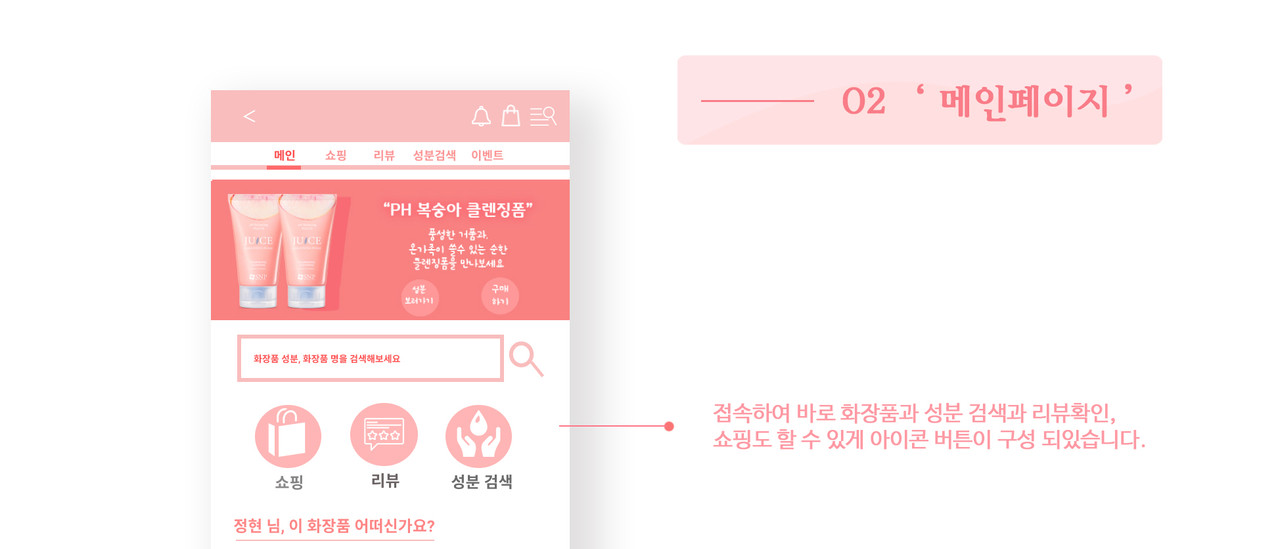 02 ‘ 메인페이지 ’
<
메인 쇼핑 리뷰 성분검색 이벤트
“PH 복숭아 클렌징폼”
풍성한 거품과,
온가족이 쓸수 있는 순한
클렌징폼을 만나보세요
JUICE JUICE
성분
보러가기
구매
하기
화장품 성분, 화장품 명을 검색해보세요
쇼핑 리뷰 성분 검색
접속하여 바로 화장품과 성분 검색과 리뷰확인,
쇼핑도 할 수 있게 아이콘 버튼이 구성 되있습니다.
정현 님, 이 화장품 어떠신가요?